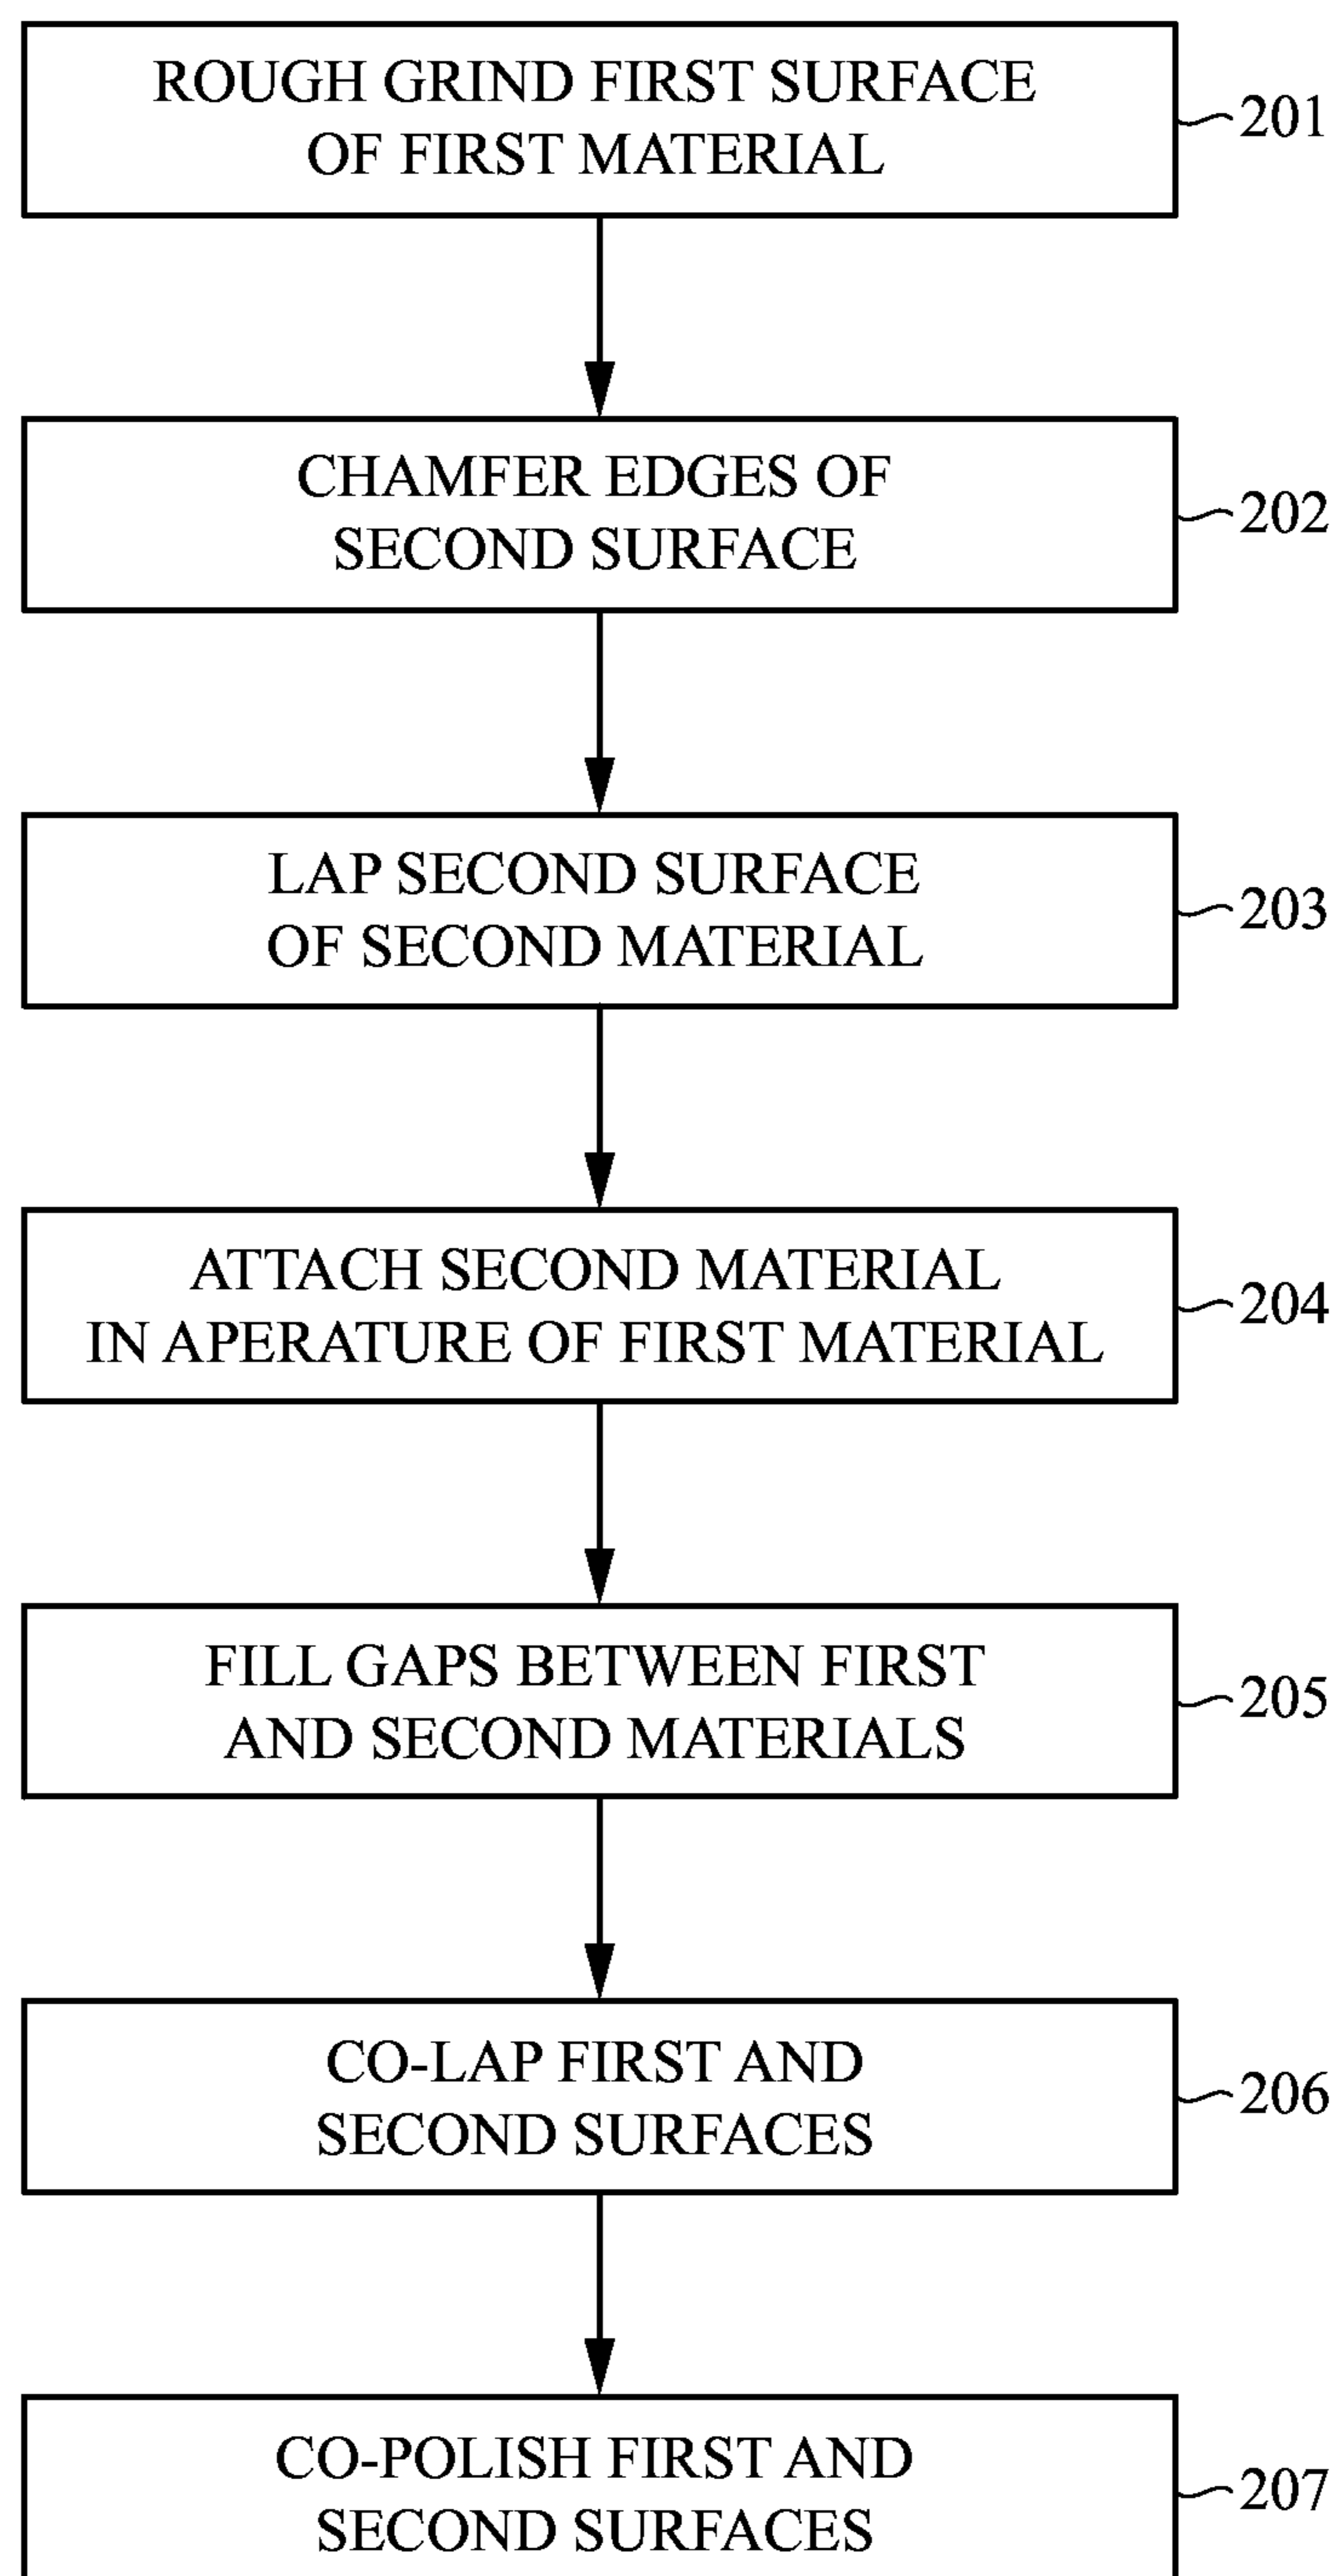 ROUGH GRIND FIRST SURFACE
OF FIRST MATERIAL
201
CHAMFER EDGES OF
SECOND SURFACE
202
LAP SECOND SURFACE
OF SECOND MATERIAL
203
ATTACH SECOND MATERIAL
IN APERATURE OF FIRST MATERIAL
204
FILL GAPS BETWEEN FIRST
AND SECOND MATERIALS
205
CO-LAP FIRST AND
SECOND SURFACES
206
CO-POLISH FIRST AND
SECOND SURFACES
207